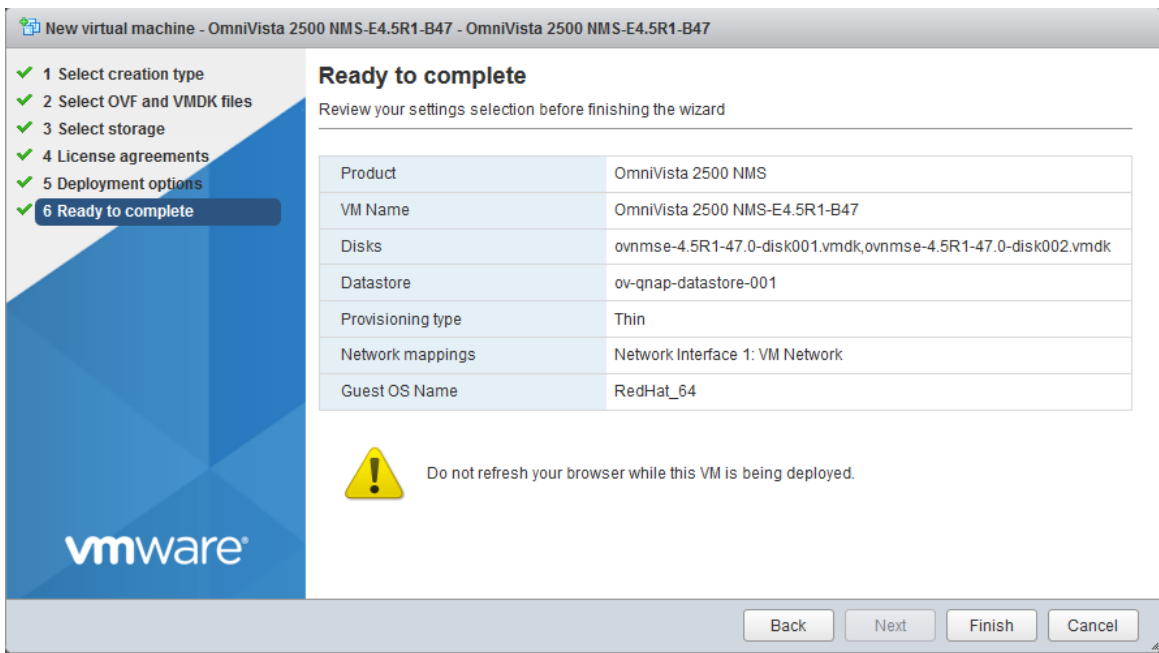 New virtual machine - OmniVista 2500 NMS-E4.5R1-B47 - OmniVista 2500 NMS-E4.5R1-B47
1 Select creation type
2 Select OVF and VMDK files
3 Select storage
4 License agreements
5 Deployment options
6 Ready to complete
Ready to complete
Review your settings selection before finishing the wizard
Product OmniVista 2500 NMS
VM Name OmniVista 2500 NMS-E4.5R1-B47
Disks ovnmse-4.5R1-47.0-disk001.vmdk,ovnmse-4.5R1-47.0-disk002.vmdk
Datastore ov-qnap-datastore-001
Provisioning type Thin
Network mappings Network Interface 1: VM Network
Guest OS Name RedHat_64
Do not refresh your browser while this VM is being deployed.
vmware®
Back Next Finish Cancel